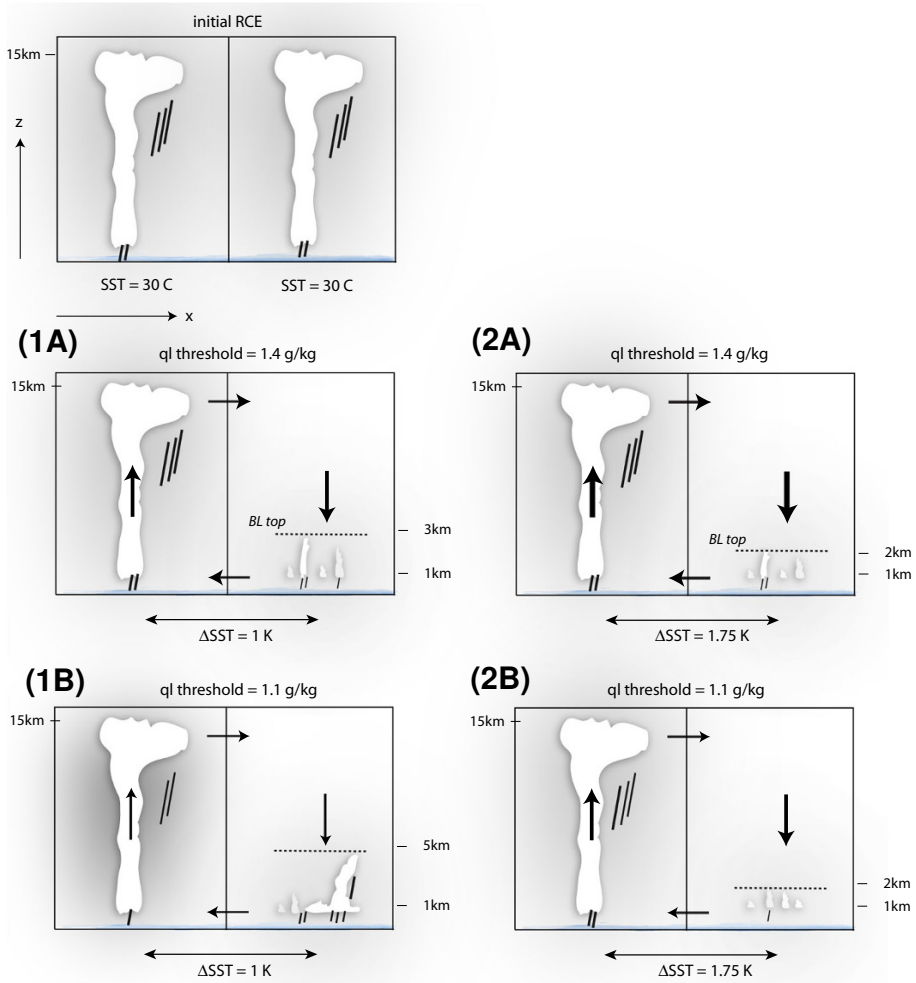 initial RCE
15km
z
SST = 30 C
SST = 30 C
x
(1A)
ql threshold = 1.4 g/kg
15km
BL top
3km
1km
ΔSST = 1 K
(2A)
ql threshold = 1.4 g/kg
15km
BL top
2km
1km
ΔSST = 1.75 K
(1B)
ql threshold = 1.1 g/kg
15km
5km
1km
ΔSST = 1 K
(2B)
ql threshold = 1.1 g/kg
15km
2km
1km
ΔSST = 1.75 K